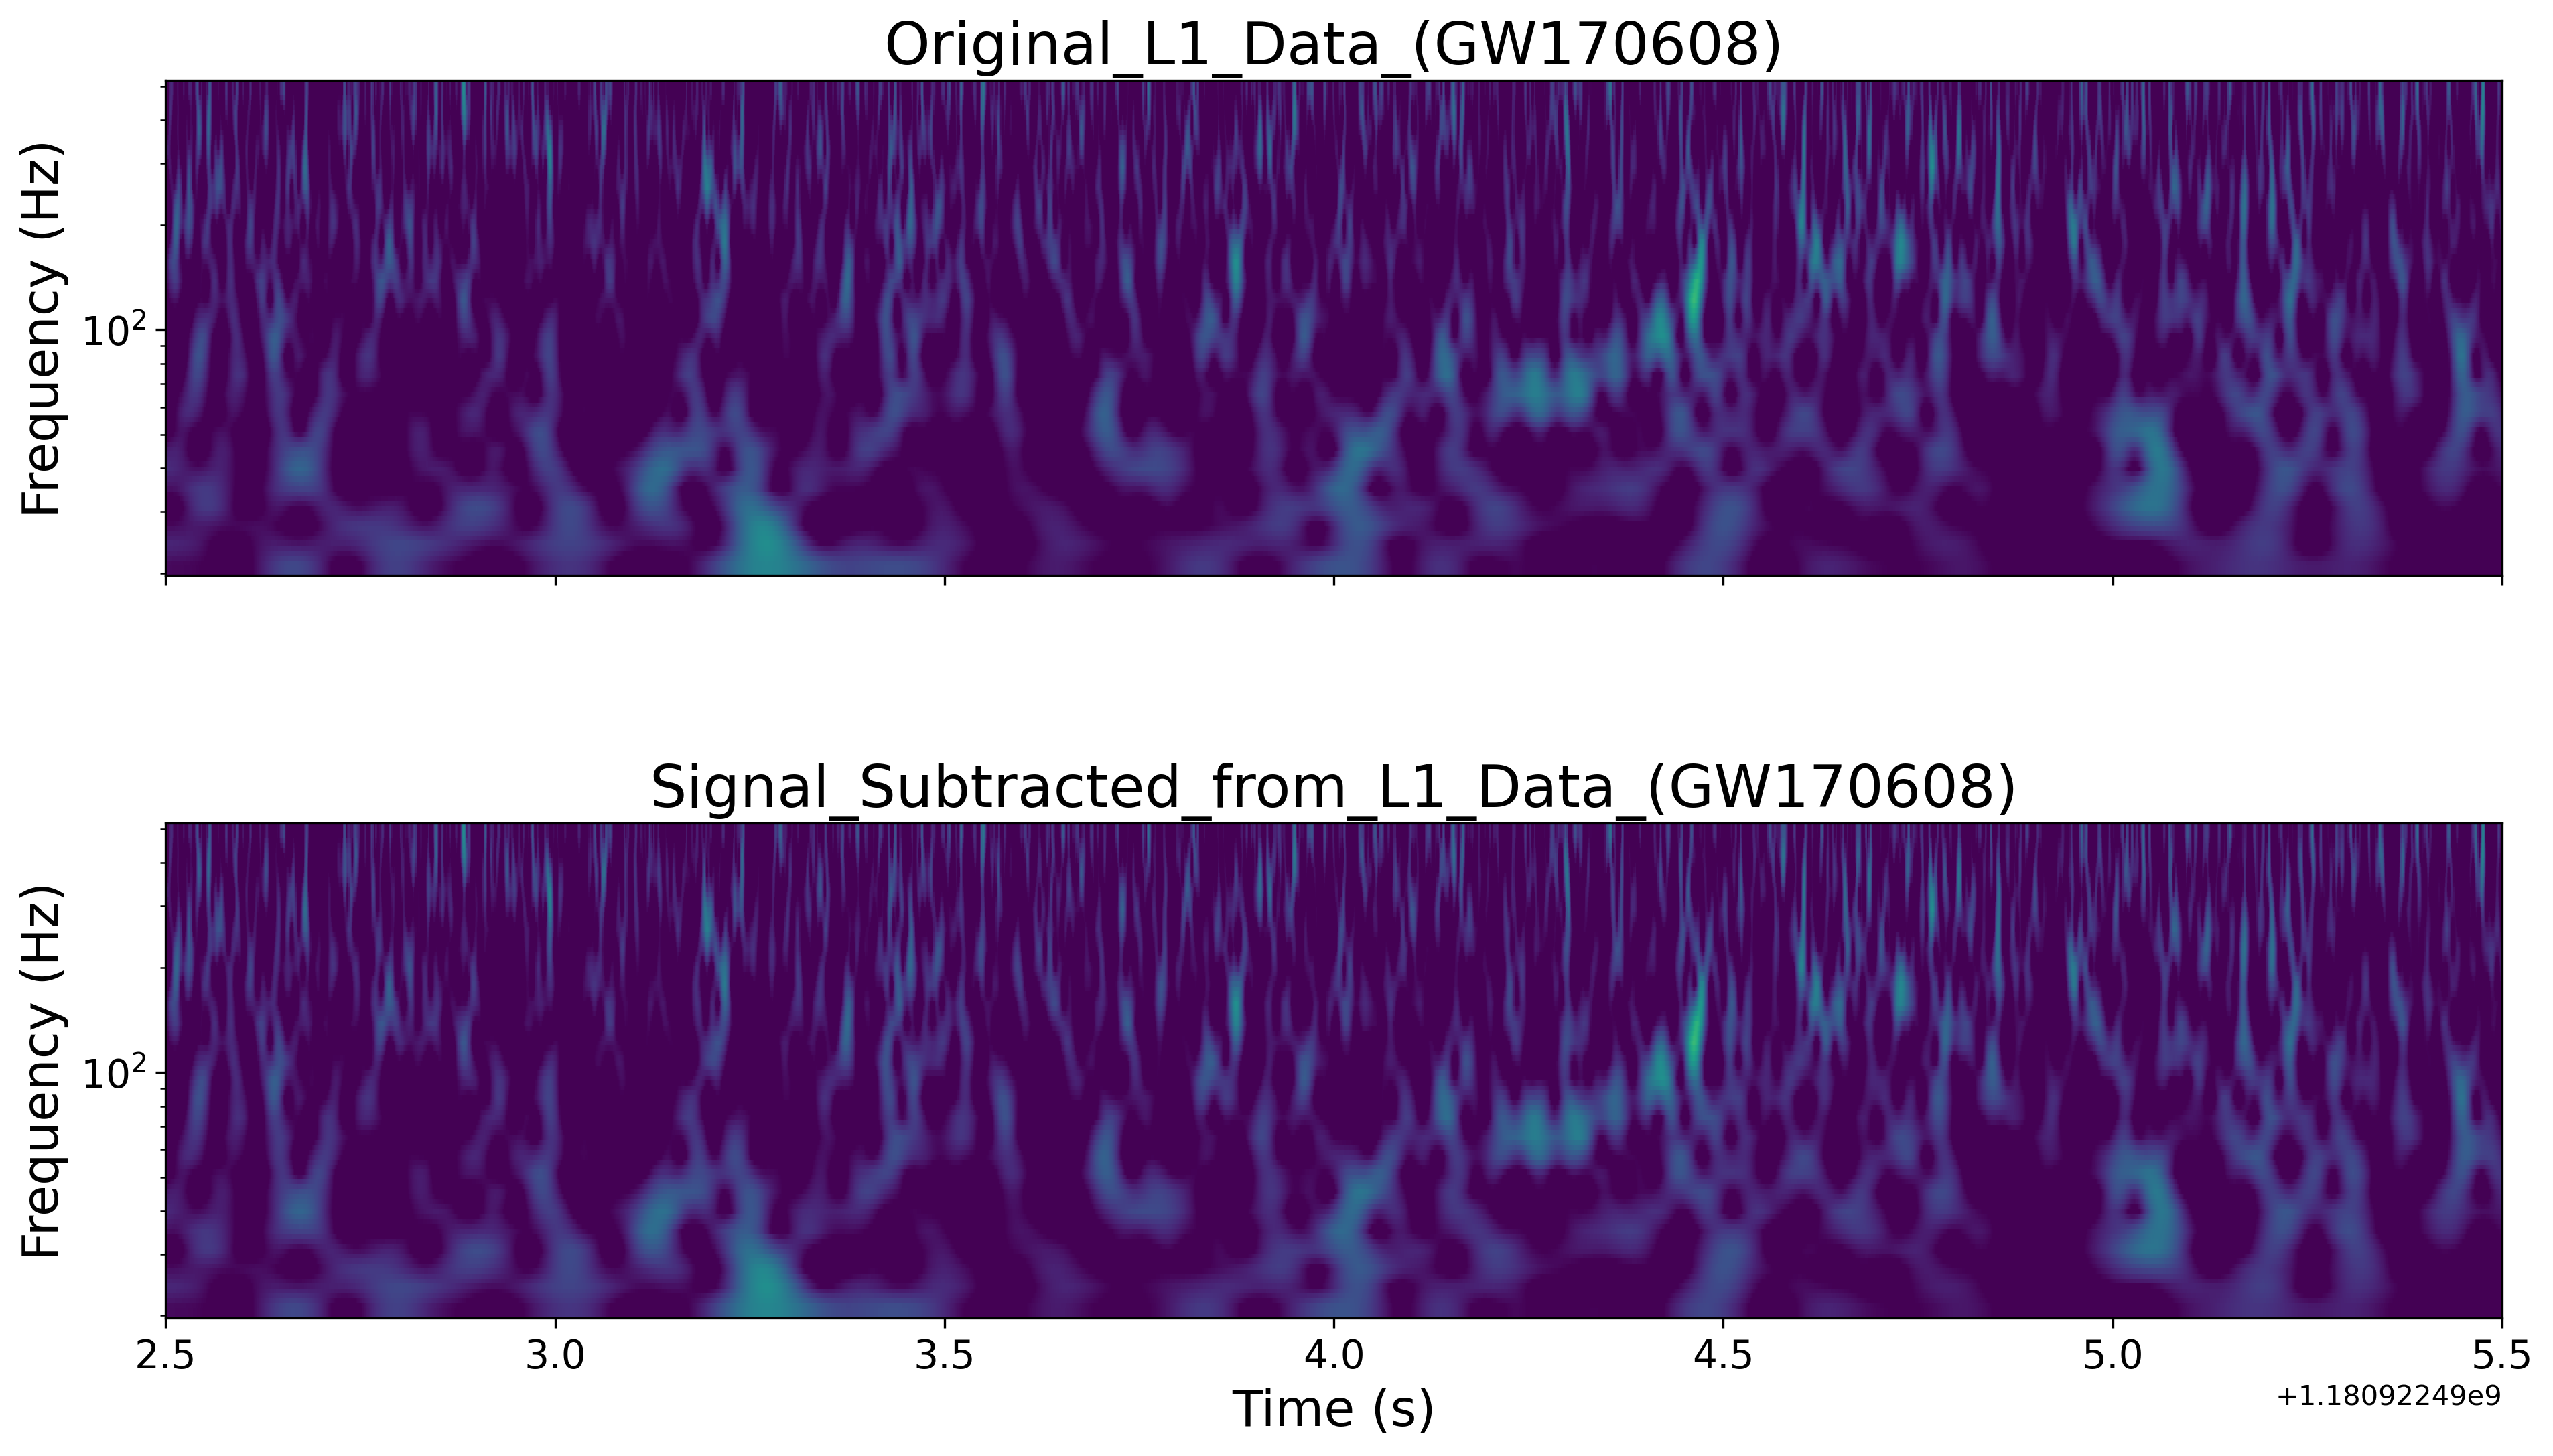 Original_L1_Data_(GW170608)
Frequency (Hz)
10²
Signal_Subtracted_from_L1_Data_(GW170608)
Frequency (Hz)
10²
2.5 3.0 3.5 4.0 4.5 5.0 5.5
Time (s)
+1.18092249e9